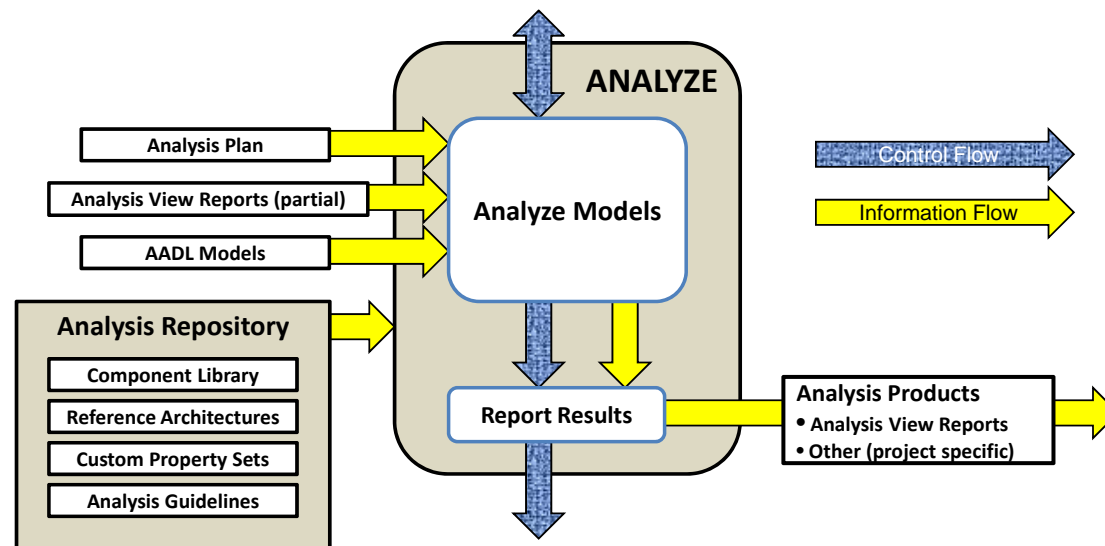 ANALYZE
Analysis Plan
Analysis View Reports (partial)
AADL Models
Analyze Models
Control Flow
Information Flow
Analysis Repository
Component Library
Reference Architectures
Custom Property Sets
Analysis Guidelines
Report Results
Analysis Products
• Analysis View Reports
• Other (project specific)